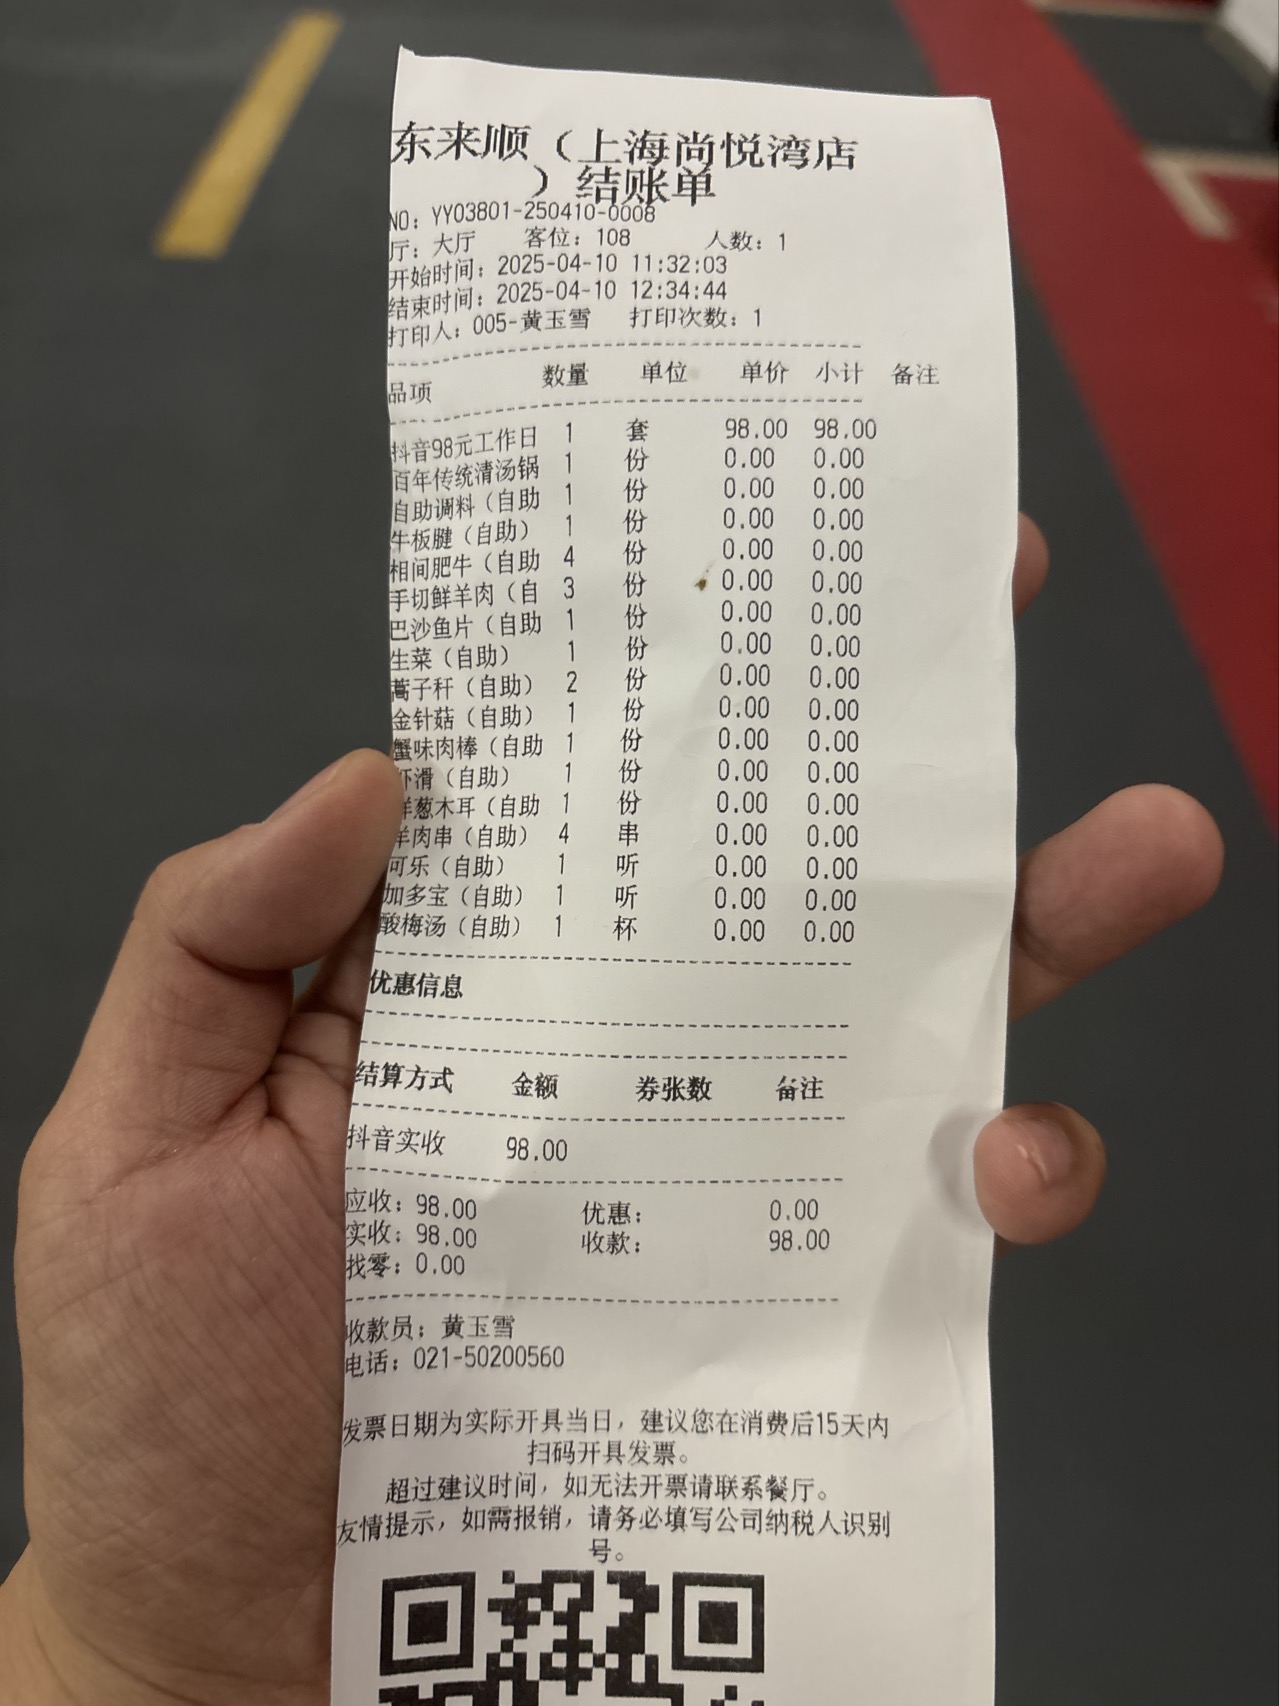 东来顺（上海尚悦湾店
）结账单
NO：YY03801-250410-0008
厅：大厅 客位：108 人数：1
开始时间：2025-04-10 11:32:03
结束时间：2025-04-10 12:34:44
打印人：005-黄玉雪 打印次数：1
品项 数量 单位 单价 小计 备注
抖音98元工作日 1 套 98.00 98.00
百年传统清汤锅 1 份 0.00 0.00
自助调料（自助 1 份 0.00 0.00
牛板腱（自助） 1 份 0.00 0.00
相间肥牛（自助 4 份 0.00 0.00
手切鲜羊肉（自 3 份 0.00 0.00
巴沙鱼片（自助 1 份 0.00 0.00
生菜（自助） 1 份 0.00 0.00
蒿子秆（自助） 2 份 0.00 0.00
金针菇（自助） 1 份 0.00 0.00
蟹味肉棒（自助 1 份 0.00 0.00
虾滑（自助） 1 份 0.00 0.00
洋葱木耳（自助 1 份 0.00 0.00
羊肉串（自助） 4 串 0.00 0.00
可乐（自助） 1 听 0.00 0.00
加多宝（自助） 1 听 0.00 0.00
酸梅汤（自助） 1 杯 0.00 0.00
优惠信息
结算方式 金额 券张数 备注
抖音实收 98.00
应收：98.00 优惠： 0.00
实收：98.00 收款： 98.00
找零：0.00
收款员：黄玉雪
电话：021-50200560
发票日期为实际开具当日，建议您在消费后15天内
扫码开具发票。
超过建议时间，如无法开票请联系餐厅。
友情提示，如需报销，请务必填写公司纳税人识别
号。